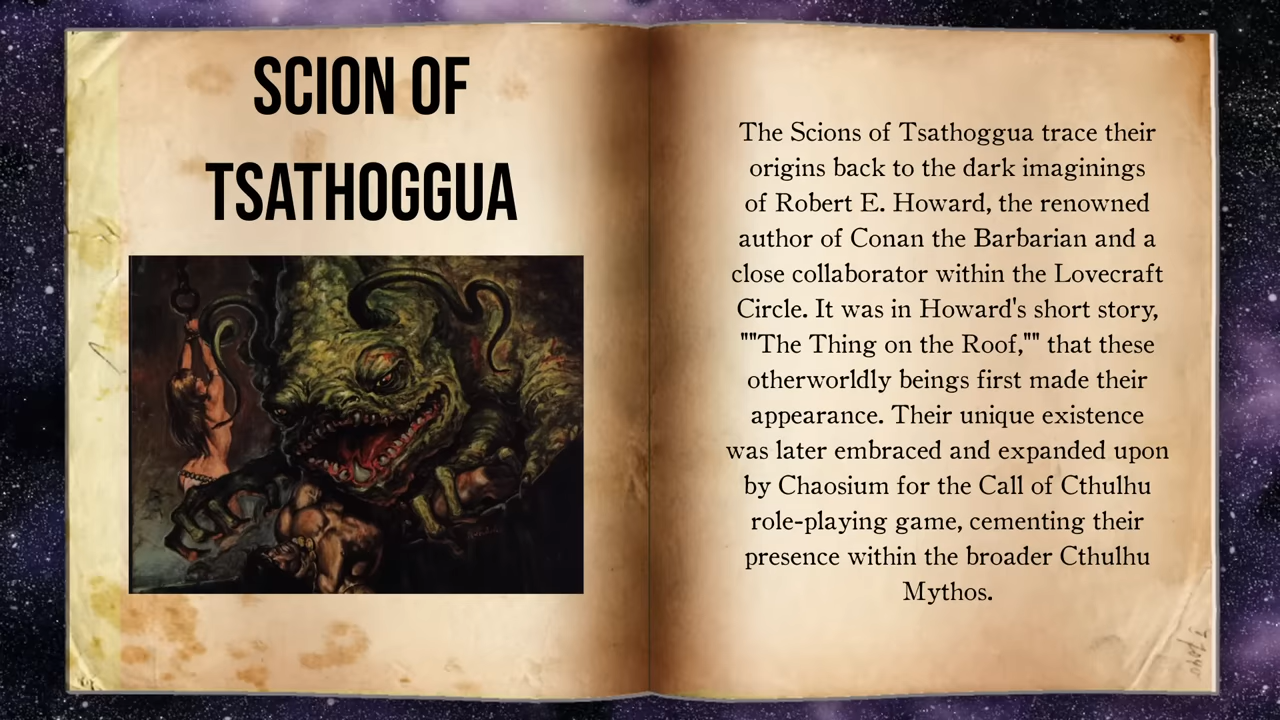 SCION OF
TSATHOGGUA
The Scions of Tsathoggua trace their
origins back to the dark imaginings
of Robert E. Howard, the renowned
author of Conan the Barbarian and a
close collaborator within the Lovecraft
Circle. It was in Howard's short story,
""The Thing on the Roof,"" that these
otherworldly beings first made their
appearance. Their unique existence
was later embraced and expanded upon
by Chaosium for the Call of Cthulhu
role-playing game, cementing their
presence within the broader Cthulhu
Mythos.